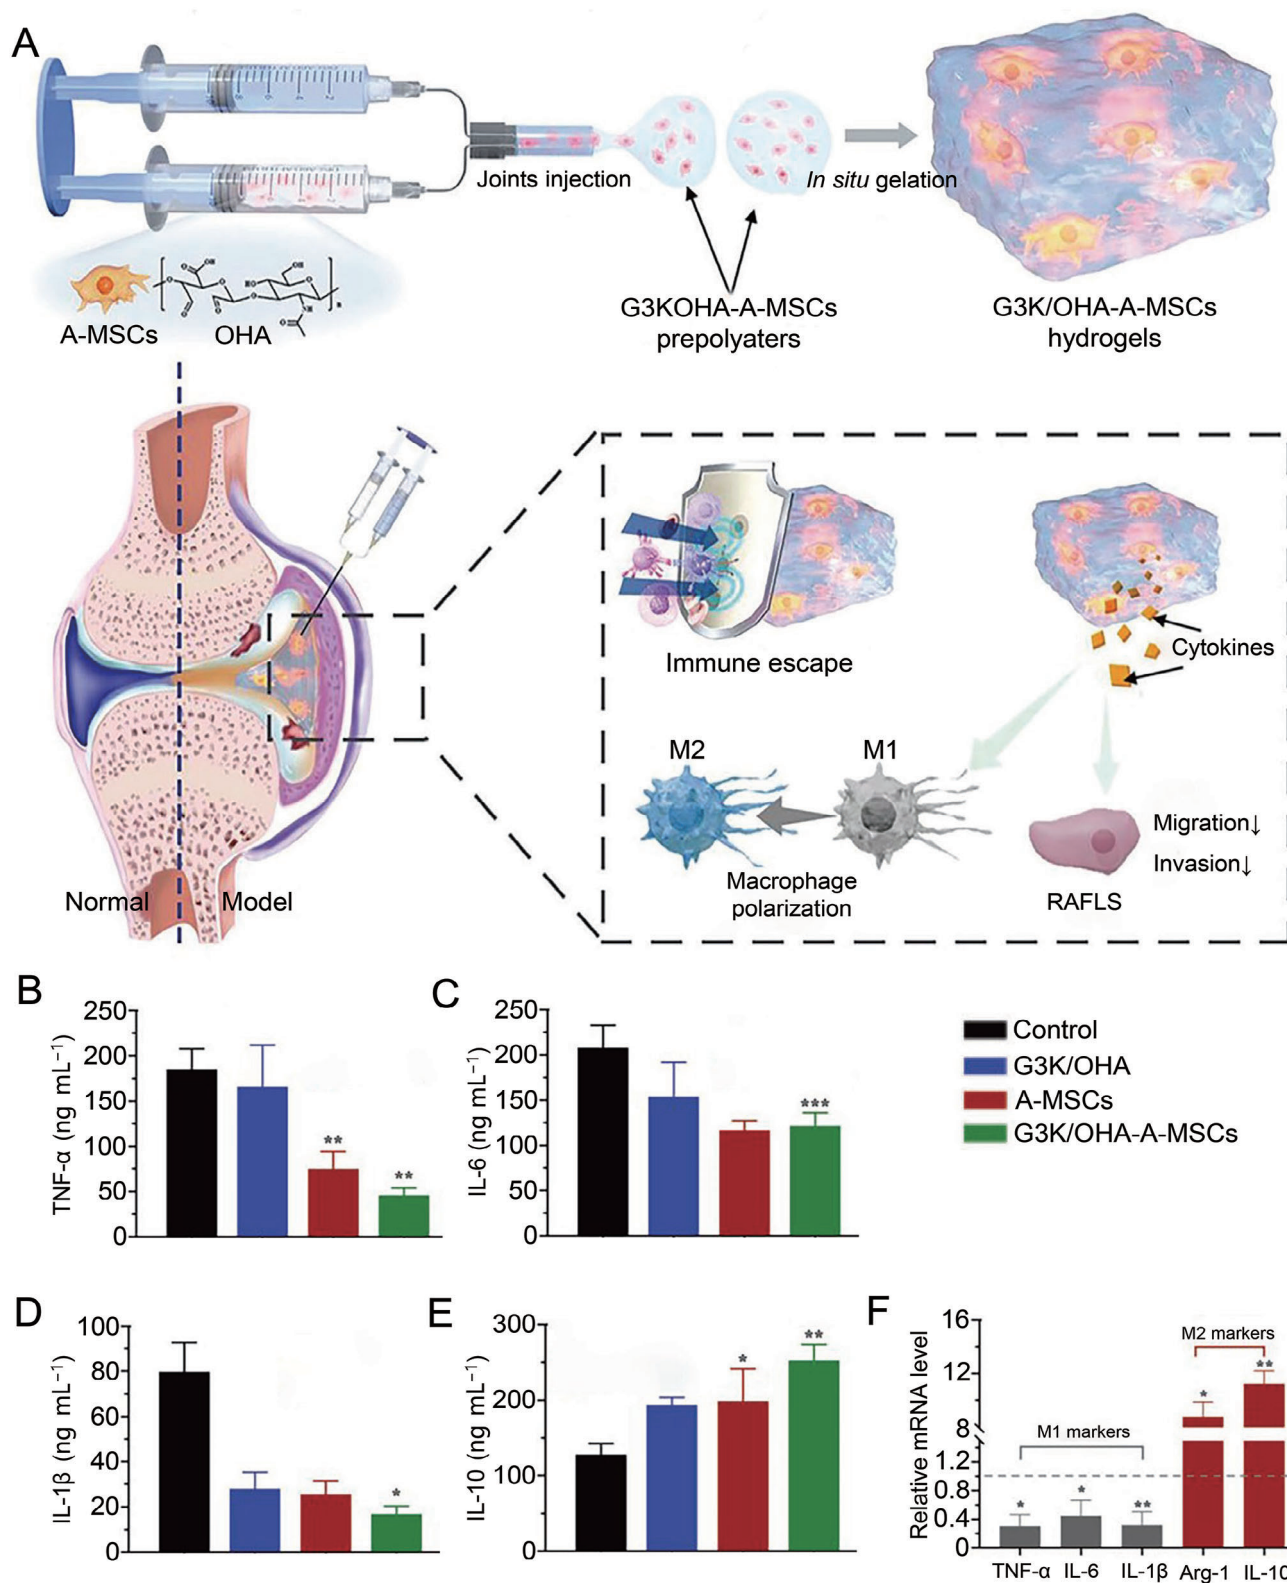 A
Joints injection
In situ gelation
A-MSCs
OHA
G3KOHA-A-MSCs
prepolyaters
G3K/OHA-A-MSCs
hydrogels
Normal
Model
Immune escape
Cytokines
M2
M1
Macrophage
polarization
RAFLS
Migration↓
Invasion↓
B
TNF-α (ng mL⁻¹)
250
200
150
100
50
0
**
**
C
IL-6 (ng mL⁻¹)
250
200
150
100
50
0
***
Control
G3K/OHA
A-MSCs
G3K/OHA-A-MSCs
D
IL-1β (ng mL⁻¹)
100
80
60
40
20
0
*
E
IL-10 (ng mL⁻¹)
300
200
100
0
*
**
F
Relative mRNA level
16
12
8
1.2
0.8
0.4
0
M1 markers
M2 markers
*
*
**
*
**
TNF-α
IL-6
IL-1β
Arg-1
IL-10